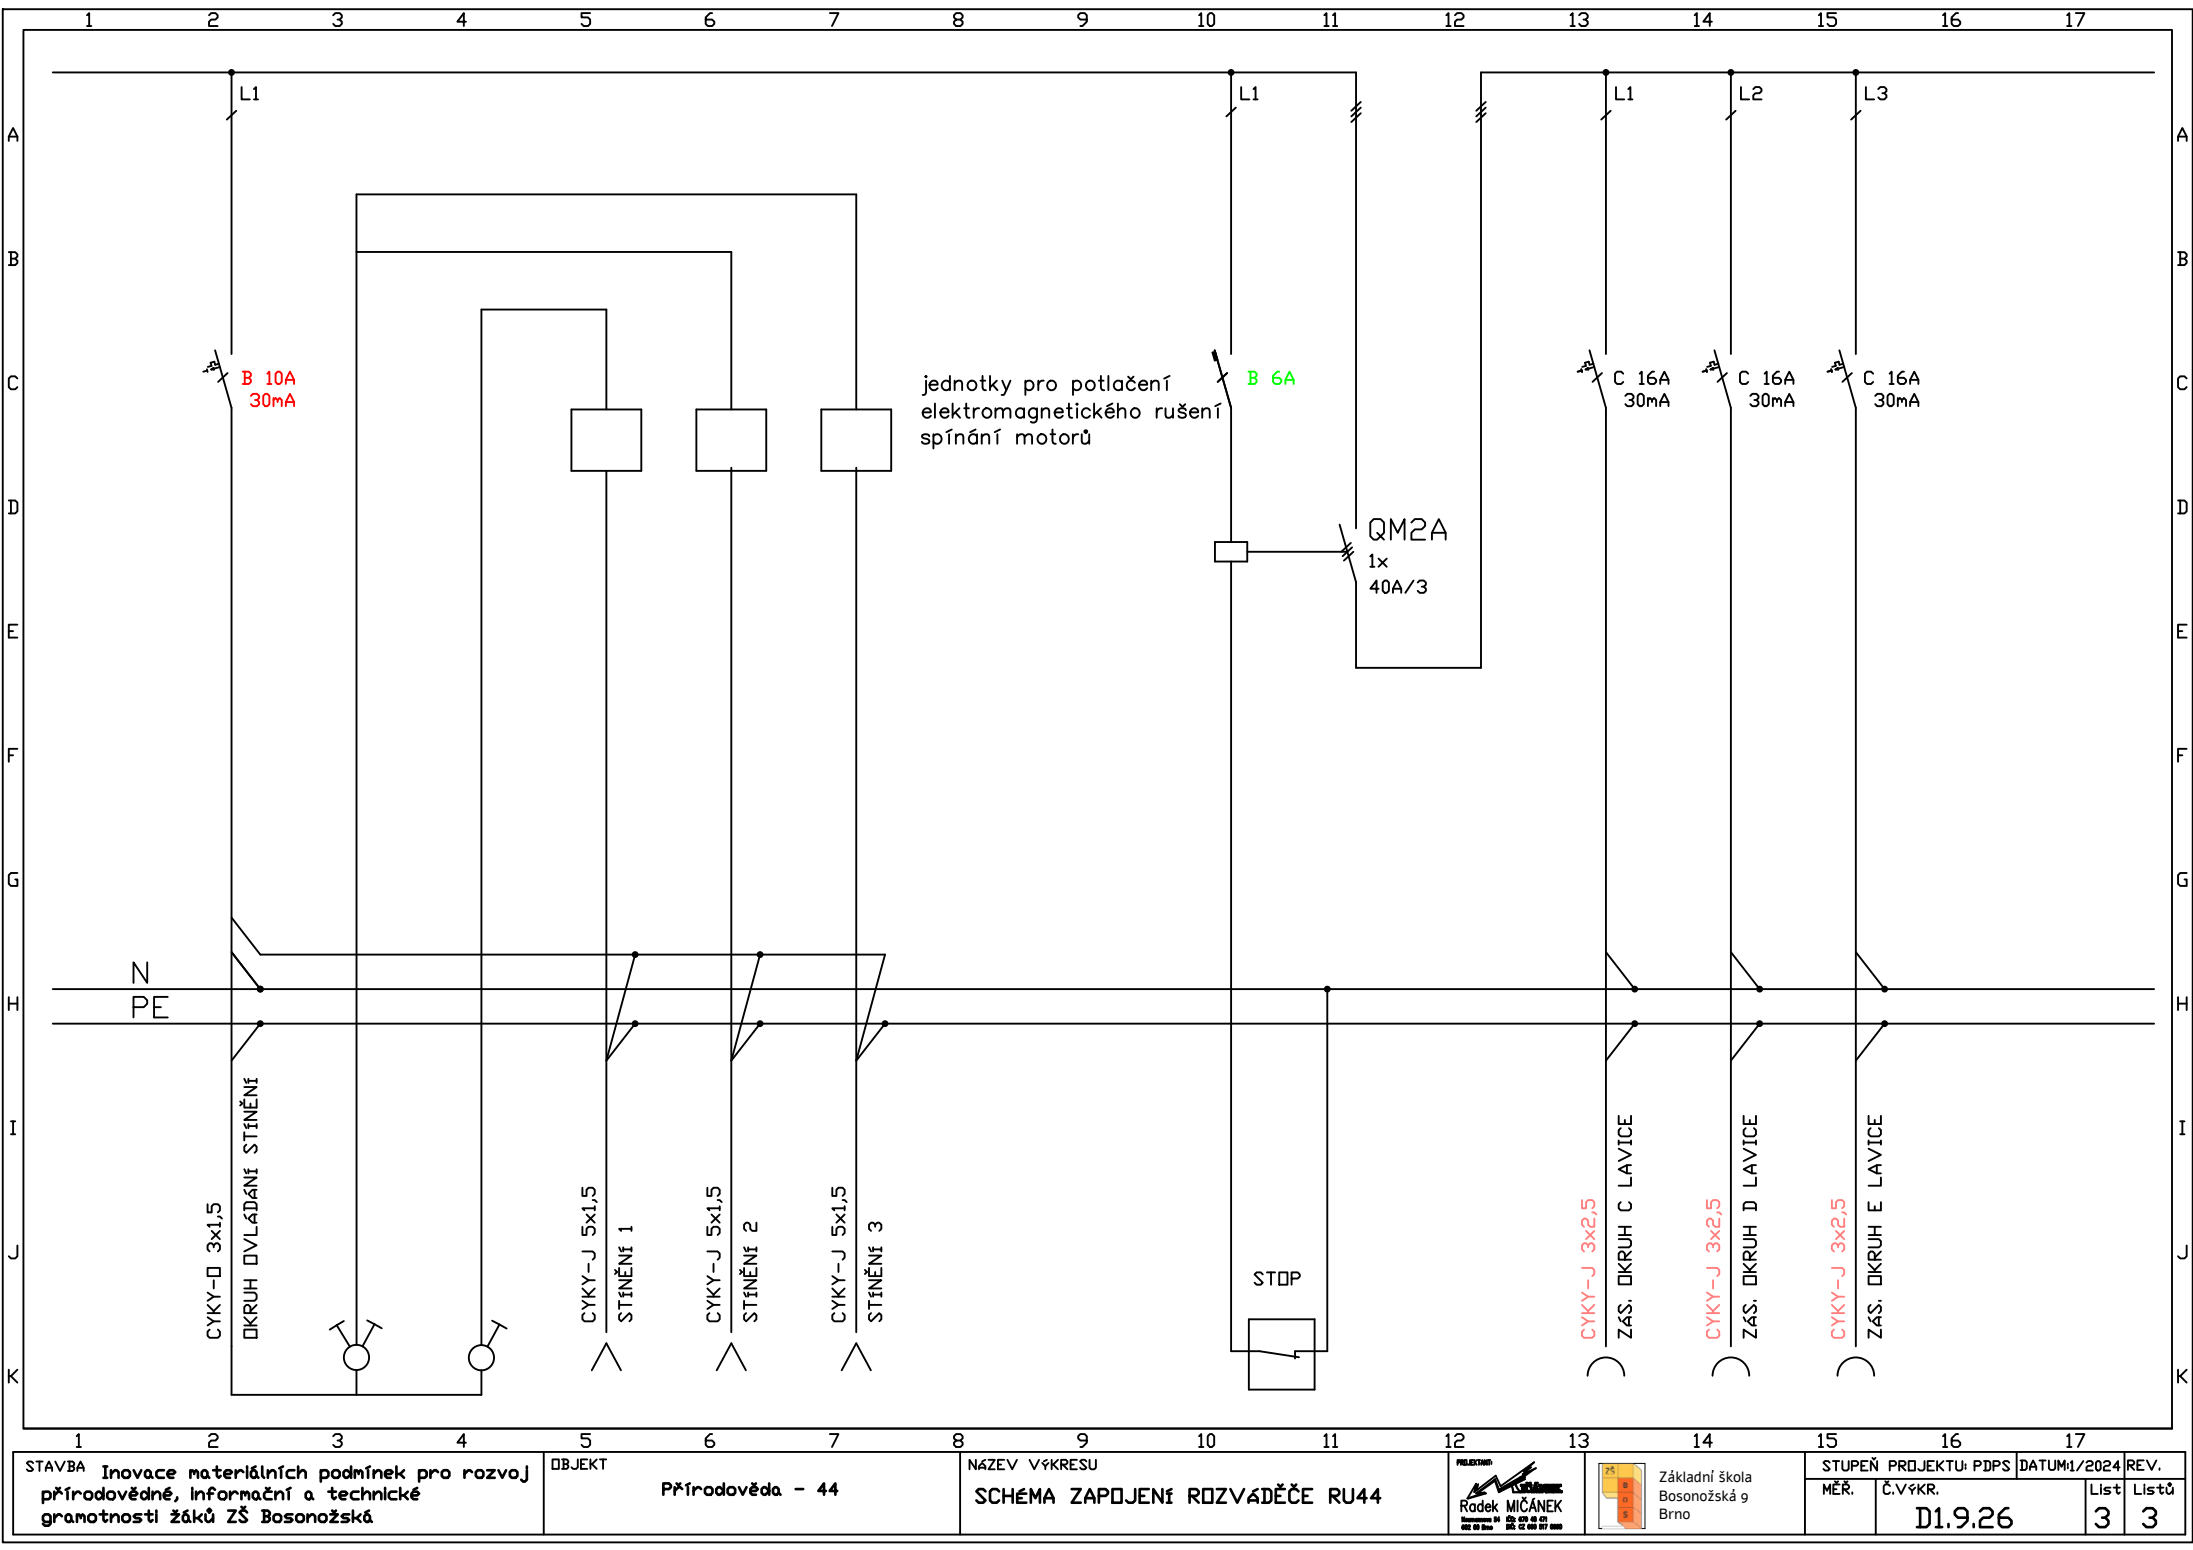 1 2 3 4 5 6 7 8 9 10 11 12 13 14 15 16 17
L1 L1 L1 L2 L3
A A
B B
C C
B 10A
30mA
jednotky pro potlačení
elektromagnetického rušení
spínání motorů
B 6A
C 16A
30mA
C 16A
30mA
C 16A
30mA
D D
QM2A
1x
40A/3
E E
F F
G G
N
PE
H H
I I
J J
K K
CYKY-O 3x1,5
OKRUH OVLÁDÁNÍ STÍNĚNÍ
CYKY-J 5x1,5
STÍNĚNÍ 1
CYKY-J 5x1,5
STÍNĚNÍ 2
CYKY-J 5x1,5
STÍNĚNÍ 3
STOP
CYKY-J 3x2,5
ZÁS. OKRUH C LAVICE
CYKY-J 3x2,5
ZÁS. OKRUH D LAVICE
CYKY-J 3x2,5
ZÁS. OKRUH E LAVICE
1 2 3 4 5 6 7 8 9 10 11 12 13 14 15 16 17
STAVBA Inovace materiálních podmínek pro rozvoj
přírodovědné, informační a technické
gramotnosti žáků ZŠ Bosonožská
OBJEKT
Přírodověda - 44
NÁZEV VÝKRESU
SCHÉMA ZAPOJENÍ ROZVÁDĚČE RU44
PROJEKTANT:
Radek MIČÁNEK
ZŠ
B
O
S
Základní škola
Bosonožská 9
Brno
STUPEŇ PROJEKTU: PDPS DATUM:1/2024 REV.
MĚŘ. Č.VÝKR. List Listů
D1.9.26 3 3